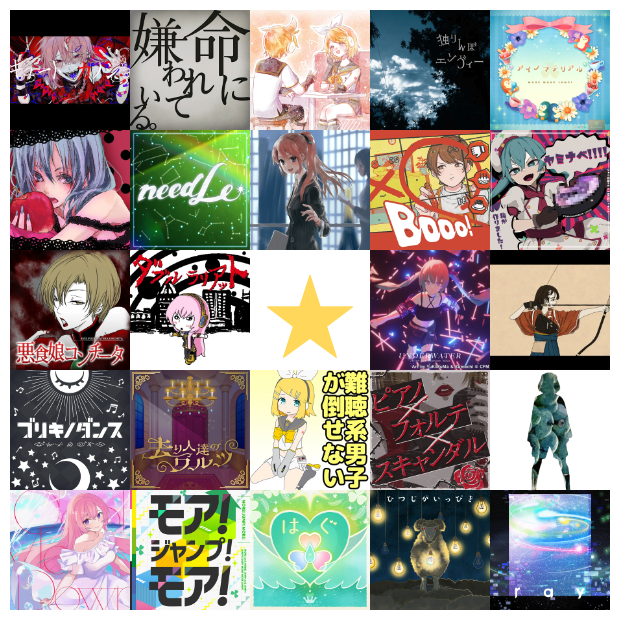 命に
嫌われて
いる。
独りんぼ
エンヴィー
needLe
Booo!
ヤミナベ!!!!
悪食娘コンチータ
ダブルラリアット
UNDERWATER
ブリキノダンス
去り人達のワルツ
難聴系男子
が倒せない
ピアノ
×
フォルテ
×
スキャンダル
モア!
ジャンプ!
モア!
はぐ
ひつじがいっぴき
ray